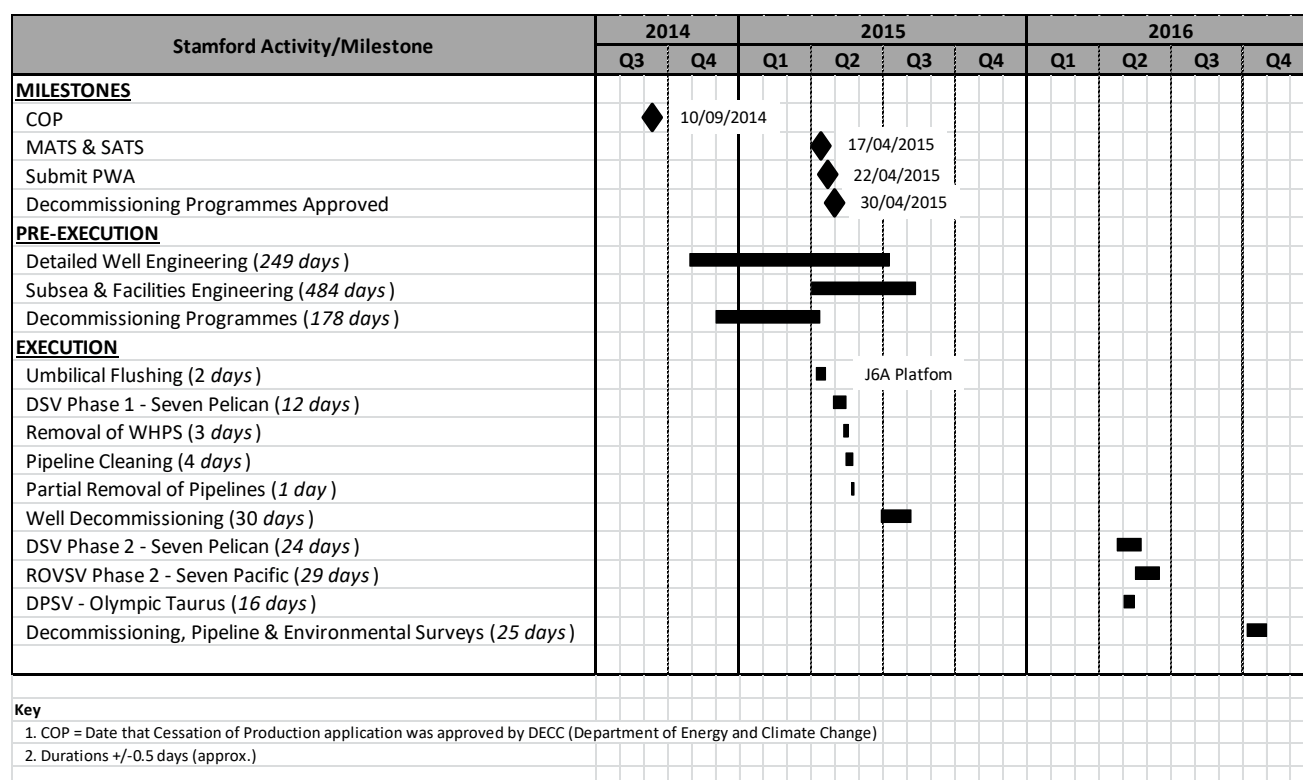 Stamford Activity/Milestone
2014 2015 2016
Q3 Q4 Q1 Q2 Q3 Q4 Q1 Q2 Q3 Q4
MILESTONES
COP 10/09/2014
MATS & SATS 17/04/2015
Submit PWA 22/04/2015
Decommissioning Programmes Approved 30/04/2015
PRE-EXECUTION
Detailed Well Engineering (249 days)
Subsea & Facilities Engineering (484 days)
Decommissioning Programmes (178 days)
EXECUTION
Umbilical Flushing (2 days) J6A Platfom
DSV Phase 1 - Seven Pelican (12 days)
Removal of WHPS (3 days)
Pipeline Cleaning (4 days)
Partial Removal of Pipelines (1 day)
Well Decommissioning (30 days)
DSV Phase 2 - Seven Pelican (24 days)
ROVSV Phase 2 - Seven Pacific (29 days)
DPSV - Olympic Taurus (16 days)
Decommissioning, Pipeline & Environmental Surveys (25 days)
Key
1. COP = Date that Cessation of Production application was approved by DECC (Department of Energy and Climate Change)
2. Durations +/-0.5 days (approx.)